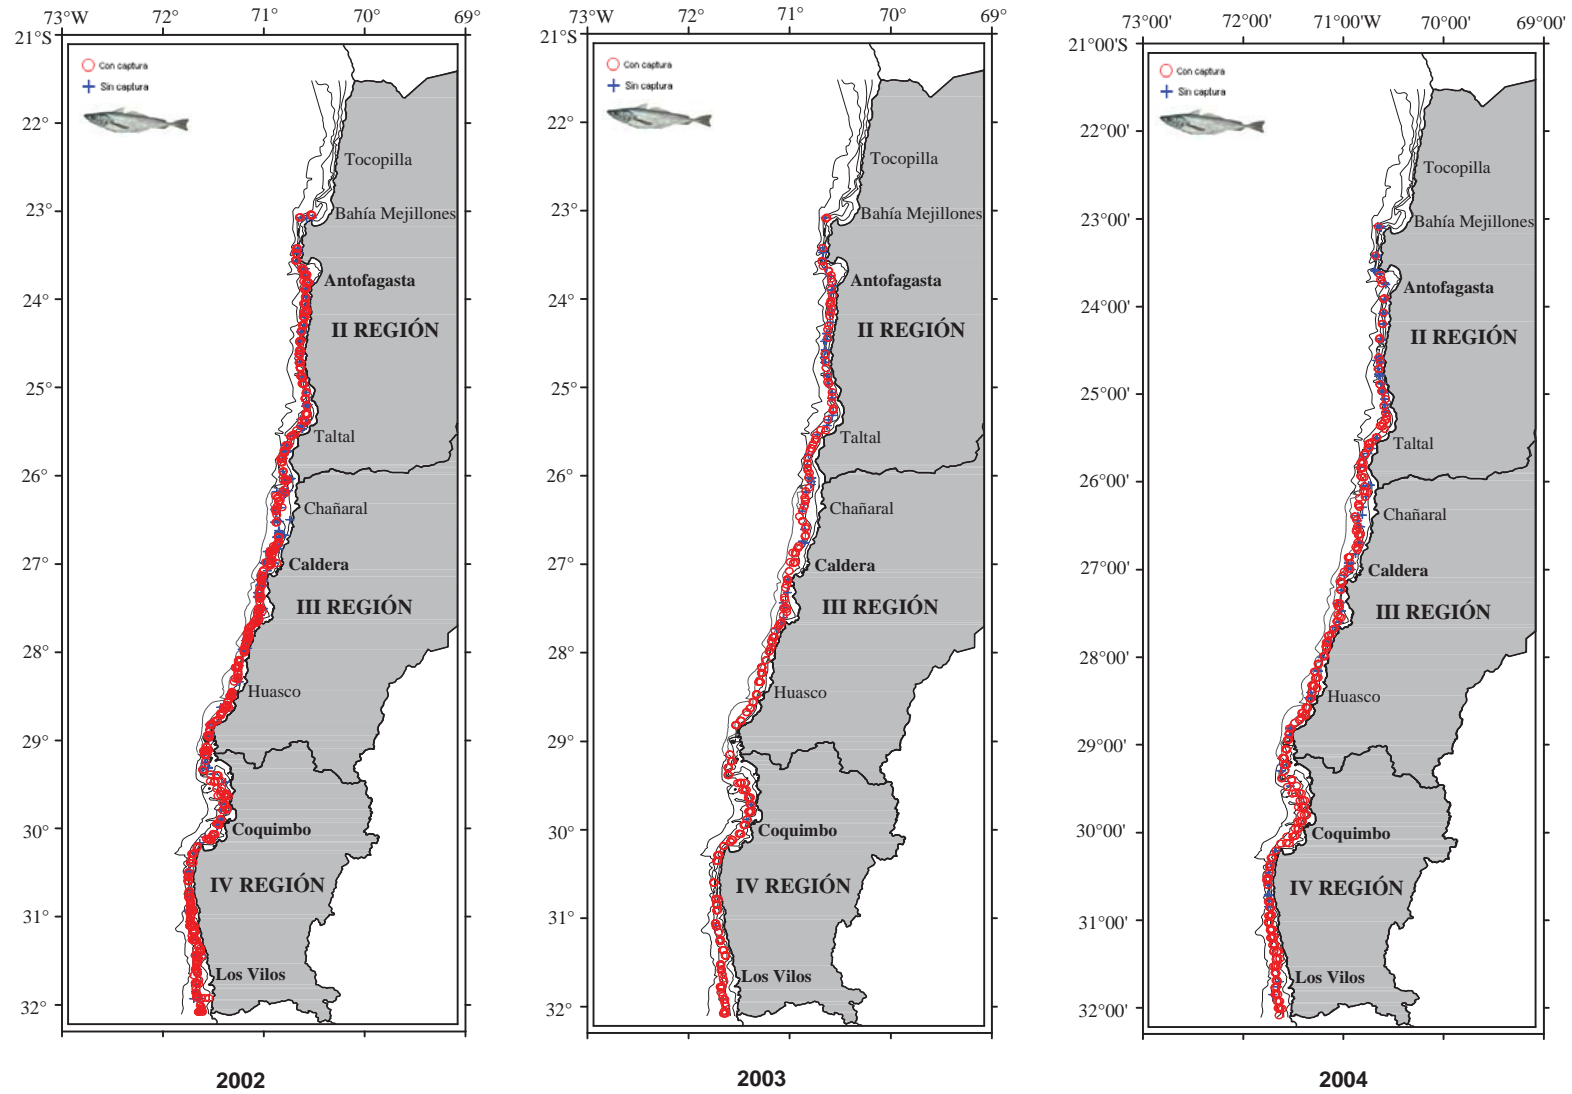 73°W 72° 71° 70° 69°
21°S
Con captura
Sin captura
22°
Tocopilla
23°
Bahía Mejillones
Antofagasta
24°
II REGIÓN
25°
Taltal
26°
Chañaral
27°
Caldera
III REGIÓN
28°
Huasco
29°
30°
Coquimbo
IV REGIÓN
31°
Los Vilos
32°
2002
73° 72° 71° 70° 69°
21°S
Con captura
Sin captura
22°
Tocopilla
23°
Bahía Mejillones
Antofagasta
24°
II REGIÓN
25°
Taltal
26°
Chañaral
27°
Caldera
III REGIÓN
28°
Huasco
29°
30°
Coquimbo
IV REGIÓN
31°
Los Vilos
32°
2003
73°00' 72°00' 71°00'W 70°00' 69°00'
21°00'S
Con captura
Sin captura
22°00'
Tocopilla
23°00'
Bahía Mejillones
Antofagasta
24°00'
II REGIÓN
25°00'
Taltal
26°00'
Chañaral
27°00'
Caldera
III REGIÓN
28°00'
Huasco
29°00'
30°00'
Coquimbo
IV REGIÓN
31°00'
Los Vilos
32°00'
2004